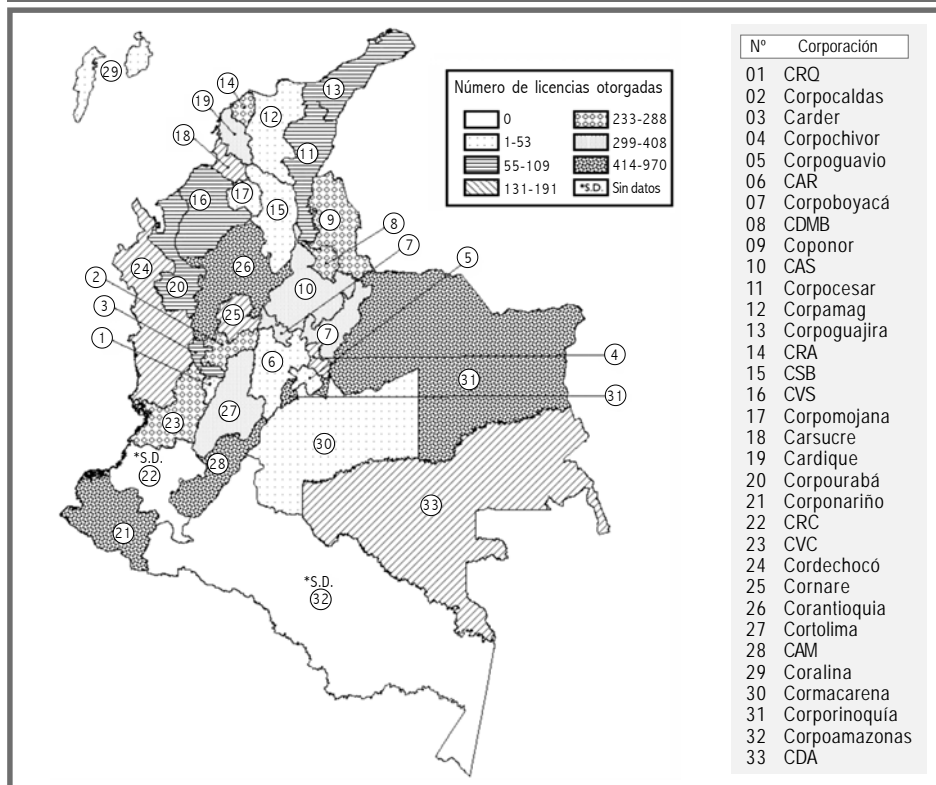 Número de licencias otorgadas
0
1-53
55-109
131-191
233-288
299-408
414-970
*S.D. Sin datos
29
14
13
19
12
18
11
17
16
15
9
8
7
5
24
2
26
10
20
3
25
7
1
6
4
31
31
27
23
30
*S.D.
22
28
33
21
*S.D.
32
Nº Corporación
01 CRQ
02 Corpocaldas
03 Carder
04 Corpochivor
05 Corpoguavio
06 CAR
07 Corpoboyacá
08 CDMB
09 Coponor
10 CAS
11 Corpocesar
12 Corpamag
13 Corpoguajira
14 CRA
15 CSB
16 CVS
17 Corpomojana
18 Carsucre
19 Cardique
20 Corpourabá
21 Corponariño
22 CRC
23 CVC
24 Cordechocó
25 Cornare
26 Corantioquia
27 Cortolima
28 CAM
29 Coralina
30 Cormacarena
31 Corporinoquía
32 Corpoamazonas
33 CDA